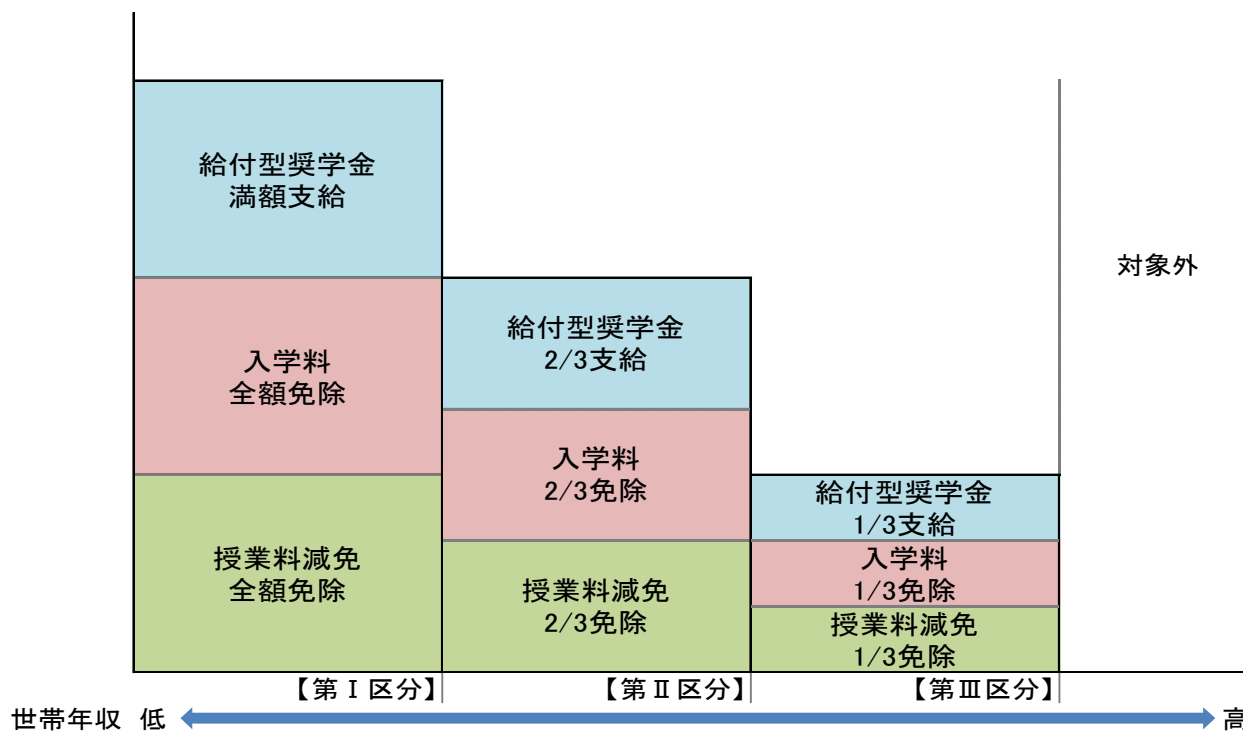 給付型奨学金
満額支給
入学料
全額免除
授業料減免
全額免除
給付型奨学金
2/3支給
入学料
2/3免除
授業料減免
2/3免除
給付型奨学金
1/3支給
入学料
1/3免除
授業料減免
1/3免除
対象外
【第Ⅰ区分】
【第Ⅱ区分】
【第Ⅲ区分】
世帯年収 低
高